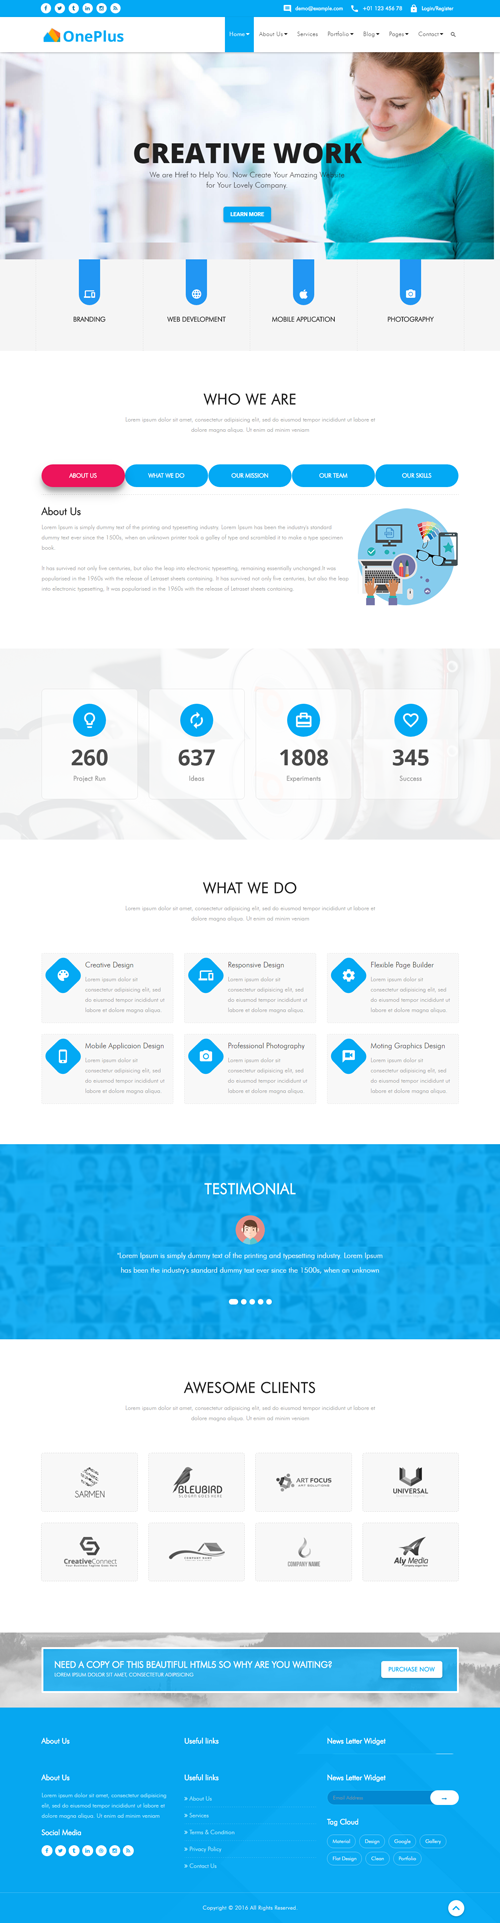 demo@example.com +01 123 456 78 Login/Register
OnePlus
Home About Us Services Portfolio Blog Pages Contact
CREATIVE WORK
We are Href to Help You. Now Create Your Amazing Website
for Your Lovely Company.
LEARN MORE
BRANDING WEB DEVELOPMENT MOBILE APPLICATION PHOTOGRAPHY
WHO WE ARE
Lorem ipsum dolor sit amet, consectetur adipisicing elit, sed do eiusmod tempor incididunt ut labore et
dolore magna aliqua. Ut enim ad minim veniam
ABOUT US WHAT WE DO OUR MISSION OUR TEAM OUR SKILLS
About Us
Lorem Ipsum is simply dummy text of the printing and typesetting industry. Lorem Ipsum has been the industry's standard
dummy text ever since the 1500s, when an unknown printer took a galley of type and scrambled it to make a type specimen
book.
It has survived not only five centuries, but also the leap into electronic typesetting, remaining essentially unchanged It was
popularised in the 1960s with the release of Letraset sheets containing. It has survived not only five centuries, but also the leap
into electronic typesetting, It was popularised in the 1960s with the release of Letraset sheets containing.
260 637 1808 345
Project Run Ideas Experiments Success
WHAT WE DO
Lorem ipsum dolor sit amet, consectetur adipisicing elit, sed do eiusmod tempor incididunt ut labore et
dolore magna aliqua. Ut enim ad minim veniam
Creative Design Responsive Design Flexible Page Builder
Lorem ipsum dolor sit Lorem ipsum dolor sit Lorem ipsum dolor sit
consectetur adipisicing elit, sed consectetur adipisicing elit, sed consectetur adipisicing elit, sed
do eiusmod tempor incididunt ut do eiusmod tempor incididunt ut do eiusmod tempor incididunt ut
labore et dolore magna aliqua. labore et dolore magna aliqua. labore et dolore magna aliqua.
Mobile Applicaion Design Professional Photography Moting Graphics Design
Lorem ipsum dolor sit Lorem ipsum dolor sit Lorem ipsum dolor sit
consectetur adipisicing elit, sed consectetur adipisicing elit, sed consectetur adipisicing elit, sed
do eiusmod tempor incididunt ut do eiusmod tempor incididunt ut do eiusmod tempor incididunt ut
labore et dolore magna aliqua. labore et dolore magna aliqua. labore et dolore magna aliqua.
TESTIMONIAL
"Lorem Ipsum is simply dummy text of the printing and typesetting industry. Lorem Ipsum
has been the industry's standard dummy text ever since the 1500s, when an unknown
AWESOME CLIENTS
Lorem ipsum dolor sit amet, consectetur adipisicing elit, sed do eiusmod tempor incididunt ut labore et
dolore magna aliqua. Ut enim ad minim veniam
SARMEN BLEUBIRD ART FOCUS UNIVERSAL
SLOGAN GOES HERE ART SOLUTIONS
CreativeConnect COMPANY NAME COMPANY NAME Aly Media
NEED A COPY OF THIS BEAUTIFUL HTML5 SO WHY ARE YOU WAITING?
LOREM IPSUM DOLOR SIT AMET, CONSECTETUR ADIPISICING
PURCHASE NOW
About Us Useful links News Letter Widget
About Us Useful links News Letter Widget
Lorem ipsum dolor sit amet, consectetur
adipisicing elit, sed do eiusmod tempor
incididunt ut labore et dolore magna aliqua.
Ut enim ad minim veniam
Social Media
» About Us
» Services
» Terms & Condition
» Privacy Policy
» Contact Us
Email Address
Tag Cloud
Material Design Google Gallery
Flat Design Clean Portfolio
Copyright © 2016 All Rights Reserved.